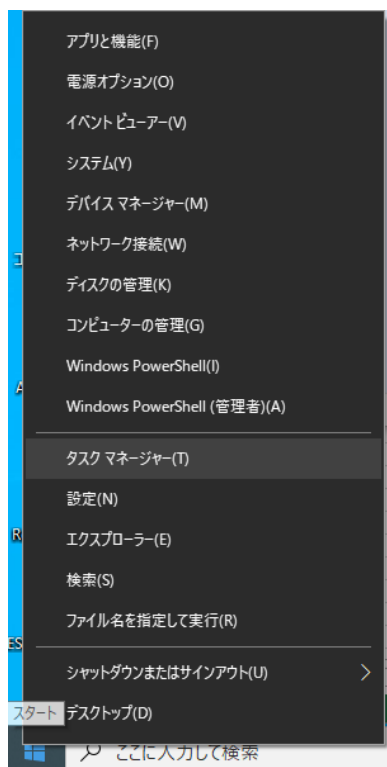 アプリと機能(F)
電源オプション(O)
イベント ビューアー(V)
システム(Y)
デバイス マネージャー(M)
ネットワーク接続(W)
ディスクの管理(K)
コンピューターの管理(G)
Windows PowerShell(I)
Windows PowerShell (管理者)(A)
タスク マネージャー(T)
設定(N)
エクスプローラー(E)
検索(S)
ファイル名を指定して実行(R)
シャットダウンまたはサインアウト(U)
スタート
デスクトップ(D)
ここに入力して検索